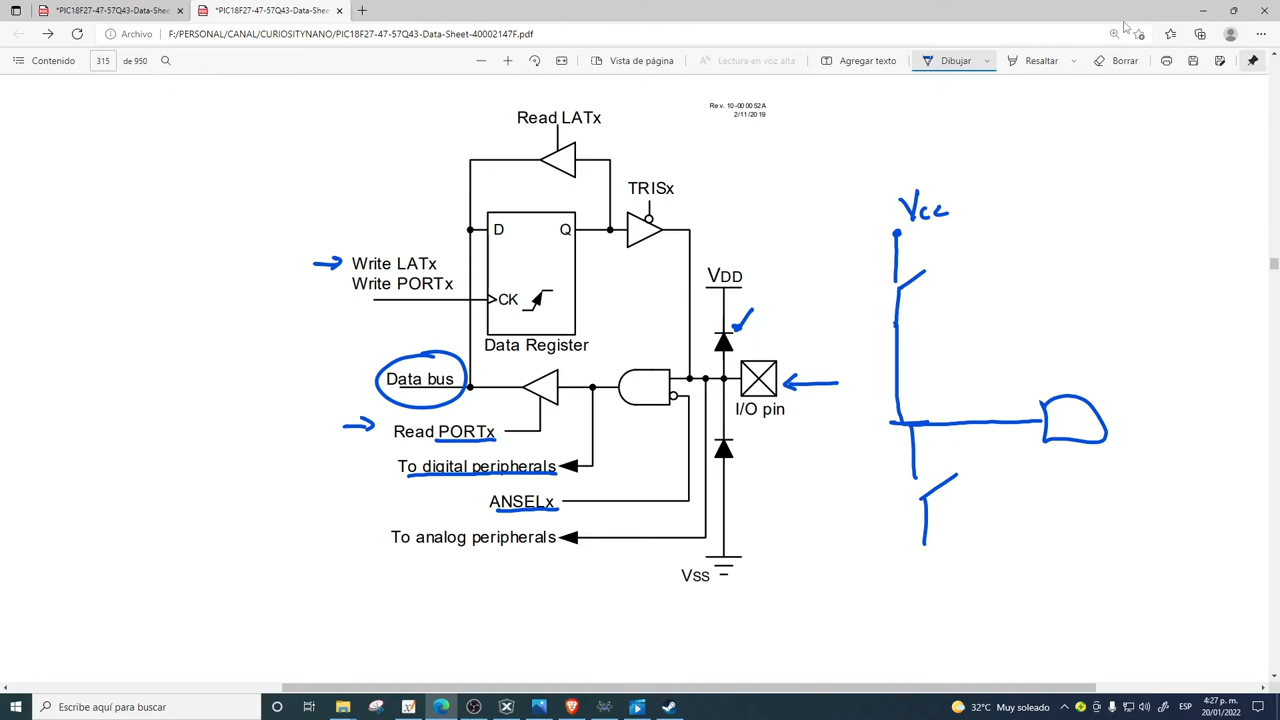 *PIC18F27-47-57Q43-Data-Shee
*PIC18F27-47-57Q43-Data-Shee
Archivo
F:/PERSONAL/CANAL/CURIOSITYNANO/PIC18F27-47-57Q43-Data-Sheet-40002147F.pdf
Contenido
315
de 950
Vista de página
Lectura en voz alta
Agregar texto
Dibujar
Resaltar
Borrar
Rev. 10-000052A
2/11/2019
Read LATx
TRISx
D
Q
Write LATx
Write PORTx
CK
Data Register
VDD
Vcc
Data bus
I/O pin
Read PORTx
To digital peripherals
ANSELx
To analog peripherals
VSS
Escribe aquí para buscar
32°C Muy soleado
ESP
4:27 p. m.
20/01/2022